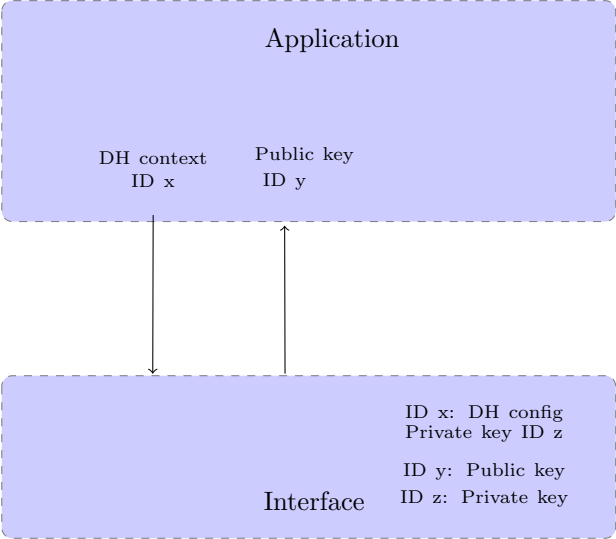 Application
DH context
ID x
Public key
ID y
ID x: DH config
Private key ID z
ID y: Public key
ID z: Private key
Interface